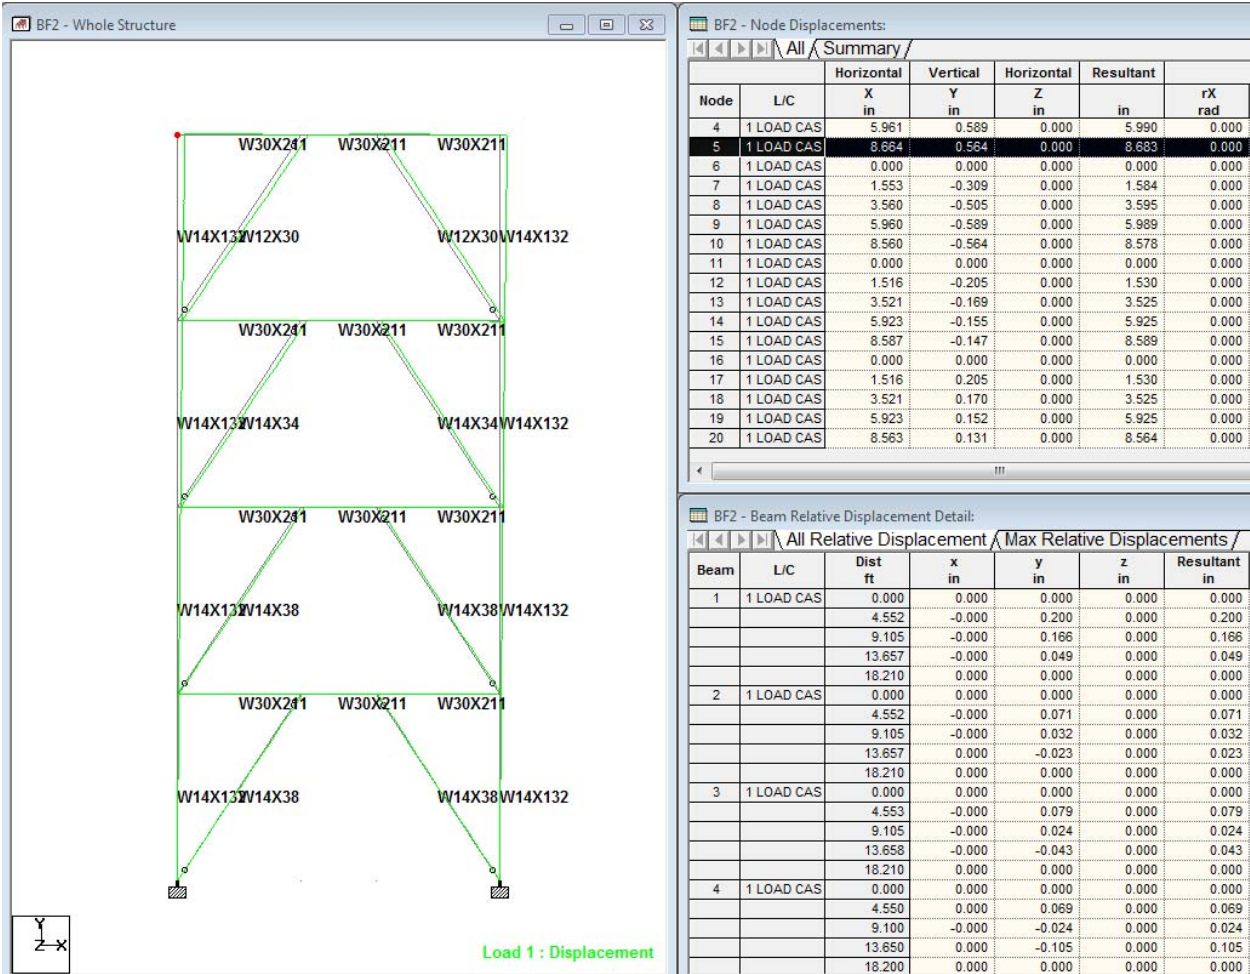 BF2 - Whole Structure
W30X211 W30X211 W30X211
W14X132 W12X30 W12X30 W14X132
W30X211 W30X211 W30X211
W14X132 W14X34 W14X34 W14X132
W30X211 W30X211 W30X211
W14X132 W14X38 W14X38 W14X132
W30X211 W30X211 W30X211
W14X132 W14X38 W14X38 W14X132
Y
Z X
Load 1 : Displacement
BF2 - Node Displacements:
All Summary
Horizontal Vertical Horizontal Resultant
Node L/C X in Y in Z in in rX rad
4 1 LOAD CAS 5.961 0.589 0.000 5.990 0.000
5 1 LOAD CAS 8.664 0.564 0.000 8.683 0.000
6 1 LOAD CAS 0.000 0.000 0.000 0.000 0.000
7 1 LOAD CAS 1.553 -0.309 0.000 1.584 0.000
8 1 LOAD CAS 3.560 -0.505 0.000 3.595 0.000
9 1 LOAD CAS 5.960 -0.589 0.000 5.989 0.000
10 1 LOAD CAS 8.560 -0.564 0.000 8.578 0.000
11 1 LOAD CAS 0.000 0.000 0.000 0.000 0.000
12 1 LOAD CAS 1.516 -0.205 0.000 1.530 0.000
13 1 LOAD CAS 3.521 -0.169 0.000 3.525 0.000
14 1 LOAD CAS 5.923 -0.155 0.000 5.925 0.000
15 1 LOAD CAS 8.587 -0.147 0.000 8.589 0.000
16 1 LOAD CAS 0.000 0.000 0.000 0.000 0.000
17 1 LOAD CAS 1.516 0.205 0.000 1.530 0.000
18 1 LOAD CAS 3.521 0.170 0.000 3.525 0.000
19 1 LOAD CAS 5.923 0.152 0.000 5.925 0.000
20 1 LOAD CAS 8.563 0.131 0.000 8.564 0.000
BF2 - Beam Relative Displacement Detail:
All Relative Displacement Max Relative Displacements
Beam L/C Dist ft x in y in z in Resultant in
1 1 LOAD CAS 0.000 0.000 0.000 0.000 0.000
4.552 -0.000 0.200 0.000 0.200
9.105 -0.000 0.166 0.000 0.166
13.657 -0.000 0.049 0.000 0.049
18.210 0.000 0.000 0.000 0.000
2 1 LOAD CAS 0.000 0.000 0.000 0.000 0.000
4.552 -0.000 0.071 0.000 0.071
9.105 -0.000 0.032 0.000 0.032
13.657 0.000 -0.023 0.000 0.023
18.210 0.000 0.000 0.000 0.000
3 1 LOAD CAS 0.000 0.000 0.000 0.000 0.000
4.553 -0.000 0.079 0.000 0.079
9.105 -0.000 0.024 0.000 0.024
13.658 -0.000 -0.043 0.000 0.043
18.210 0.000 0.000 0.000 0.000
4 1 LOAD CAS 0.000 0.000 0.000 0.000 0.000
4.550 0.000 0.069 0.000 0.069
9.100 -0.000 -0.024 0.000 0.024
13.650 0.000 -0.105 0.000 0.105
18.200 0.000 0.000 0.000 0.000